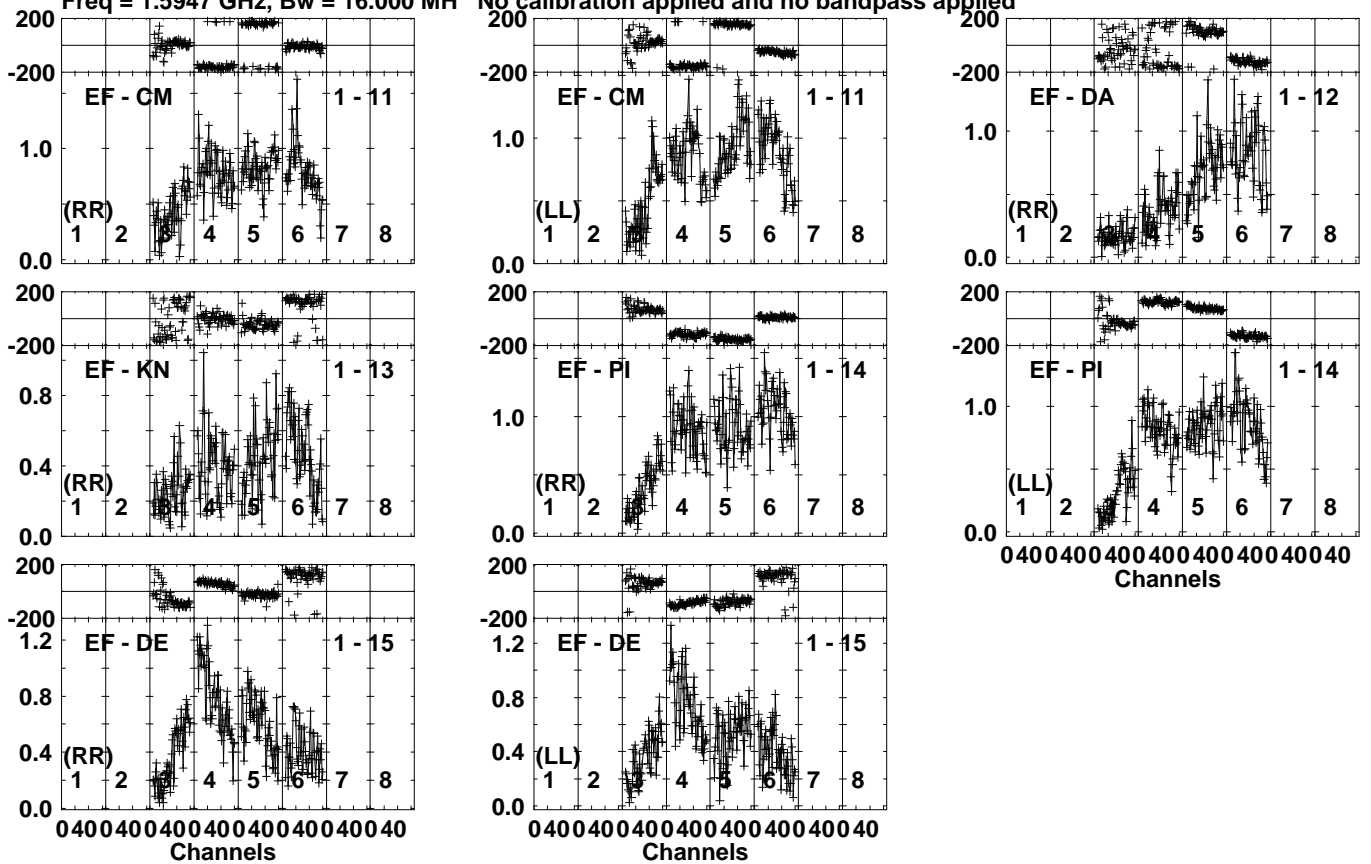 Freq = 1.5947 GHz, Bw = 16.000 MH No calibration applied and no bandpass applied
200
-200
EF - CM 1 - 11
1.0
(RR)
1 2 3 4 5 6 7 8
0.0
200
-200
EF - CM 1 - 11
1.0
(LL)
1 2 3 4 5 6 7 8
0.0
200
-200
EF - DA 1 - 12
1.0
(RR)
1 2 3 4 5 6 7 8
0.0
200
-200
EF - KN 1 - 13
0.8
0.4
(RR)
1 2 3 4 5 6 7 8
0.0
200
-200
EF - PI 1 - 14
1.0
(RR)
1 2 3 4 5 6 7 8
0.0
200
-200
EF - PI 1 - 14
1.0
(LL)
1 2 3 4 5 6 7 8
0.0
0 40 0 40 0 40 0 40 0 40 0 40 0 40 0 40
Channels
200
-200
EF - DE 1 - 15
1.2
0.8
0.4
(RR)
1 2 3 4 5 6 7 8
0.0
0 40 0 40 0 40 0 40 0 40 0 40 0 40 0 40
Channels
200
-200
EF - DE 1 - 15
1.2
0.8
0.4
(LL)
1 2 3 4 5 6 7 8
0.0
0 40 0 40 0 40 0 40 0 40 0 40 0 40 0 40
Channels